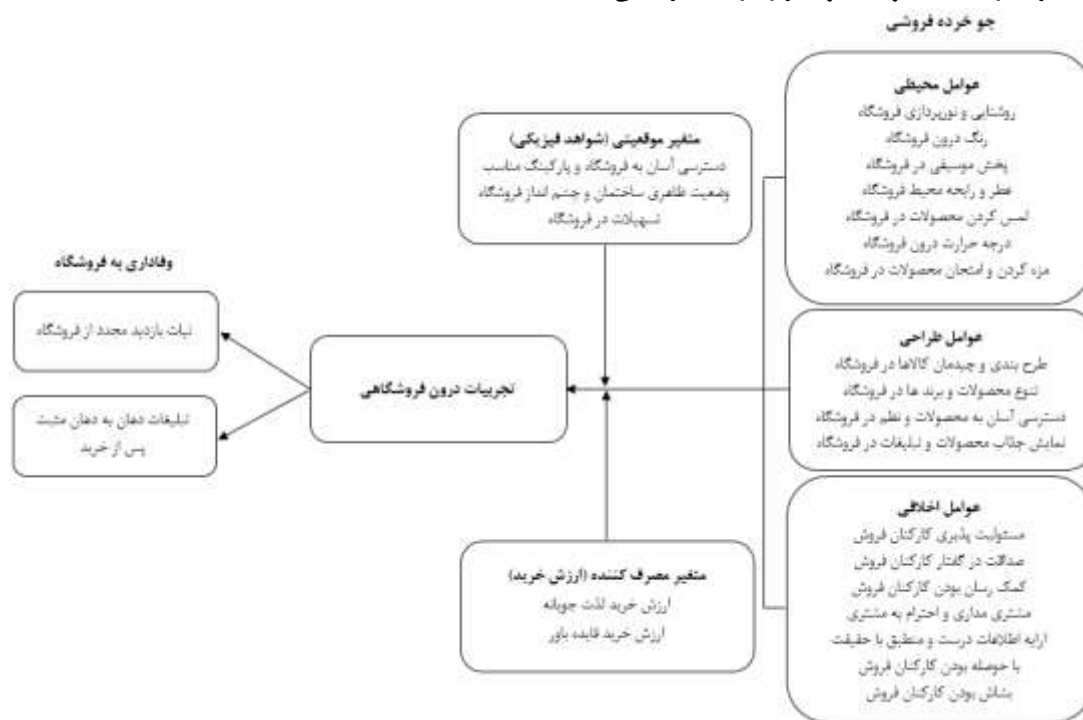 جو خرده فروشی
عوامل محیطی
روشنایی و نورپردازی فروشگاه
رنگ درون فروشگاه
پخش موسیقی در فروشگاه
عطر و رایحه محیط فروشگاه
لمس کردن محصولات در فروشگاه
درجه حرارت درون فروشگاه
مزه کردن و امتحان محصولات در فروشگاه
عوامل طراحی
طرح بندی و چیدمان کالاها در فروشگاه
تنوع محصولات و برند ها در فروشگاه
دسترسی آسان به محصولات و نظم در فروشگاه
نمایش جذاب محصولات و تبلیغات در فروشگاه
عوامل اخلاقی
مسئولیت پذیری کارکنان فروش
صداقت در گفتار کارکنان فروش
کمک رسان بودن کارکنان فروش
مشتری مداری و احترام به مشتری
ارایه اطلاعات درست و منطبق با حقیقت
با حوصله بودن کارکنان فروش
بشاش بودن کارکنان فروش
متغیر موقعیتی (شواهد فیزیکی)
دسترسی آسان به فروشگاه و پارکینگ مناسب
وضعیت ظاهری ساختمان و چشم انداز فروشگاه
تسهیلات در فروشگاه
متغیر مصرف کننده (ارزش خرید)
ارزش خرید لذت جویانه
ارزش خرید فایده باور
تجربیات درون فروشگاهی
وفاداری به فروشگاه
نیات بازدید مجدد از فروشگاه
تبلیغات دهان به دهان مثبت
پس از خرید